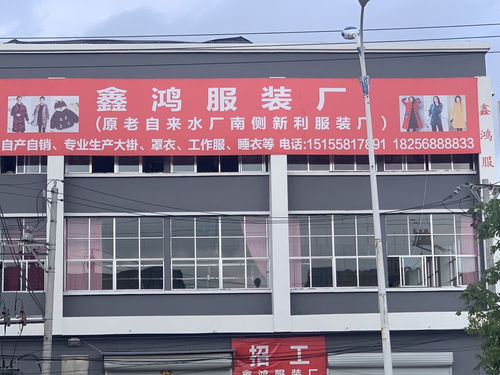 鑫鸿服装厂
(原老自来水厂南侧新利服装厂)
自产自销、专业生产大褂、罩衣、工作服、睡衣等 电话:15155817891 18256888833
鑫鸿服
招工
鑫鸿服装厂